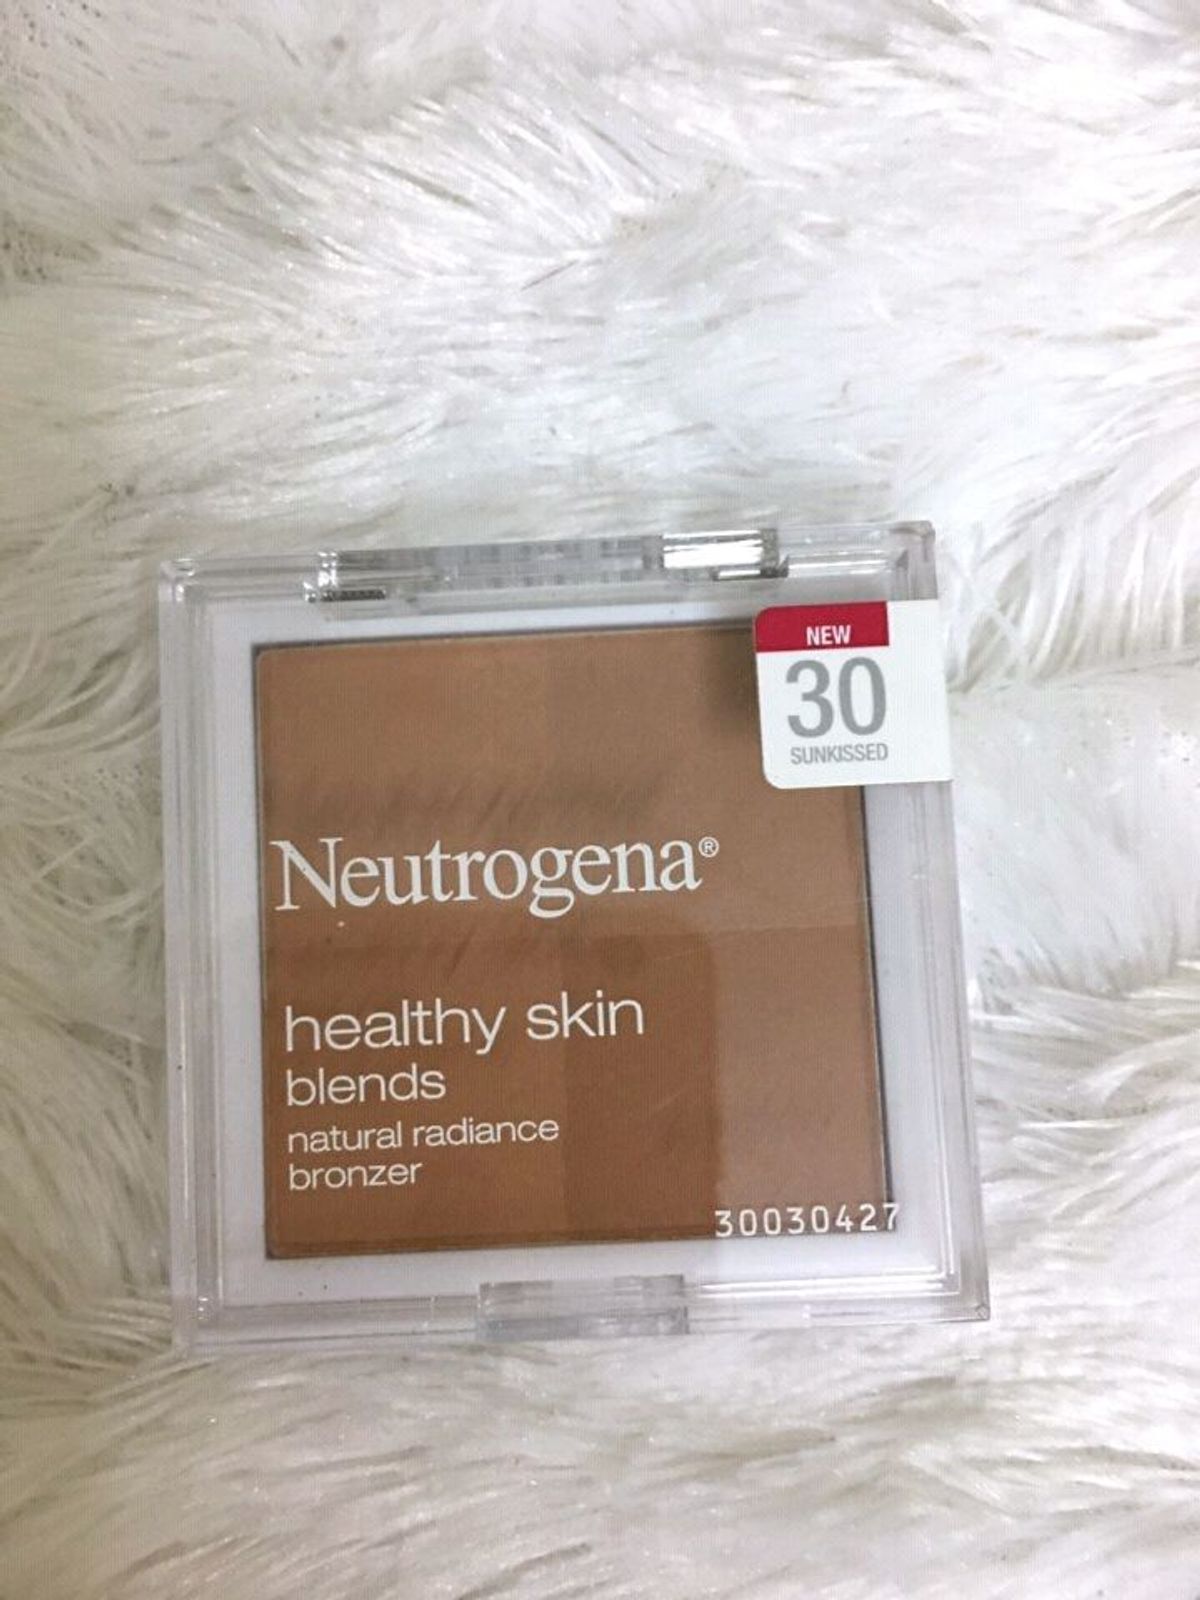 NEW
30
SUNKISSED
Neutrogena®
healthy skin
blends
natural radiance
bronzer
30030427